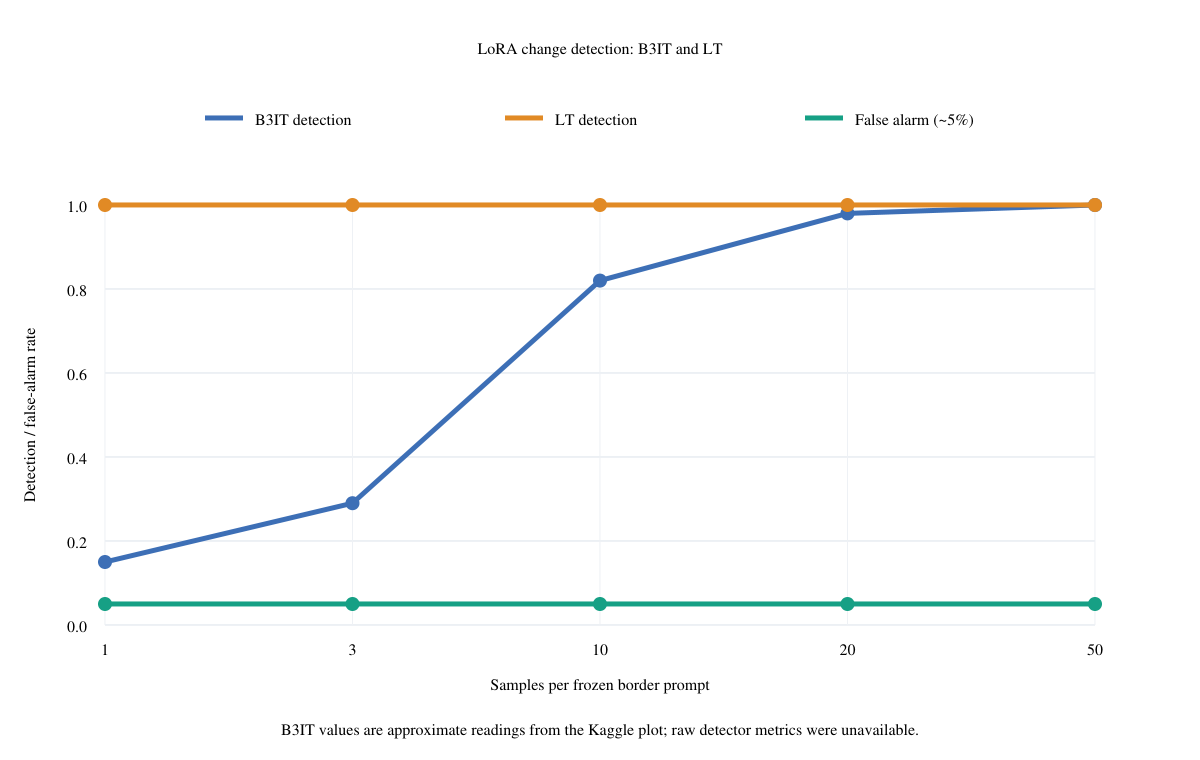 LoRA change detection: B3IT and LT
B3IT detection
LT detection
False alarm (~5%)
Detection / false-alarm rate
1.0
0.8
0.6
0.4
0.2
0.0
1 3 10 20 50
Samples per frozen border prompt
B3IT values are approximate readings from the Kaggle plot; raw detector metrics were unavailable.